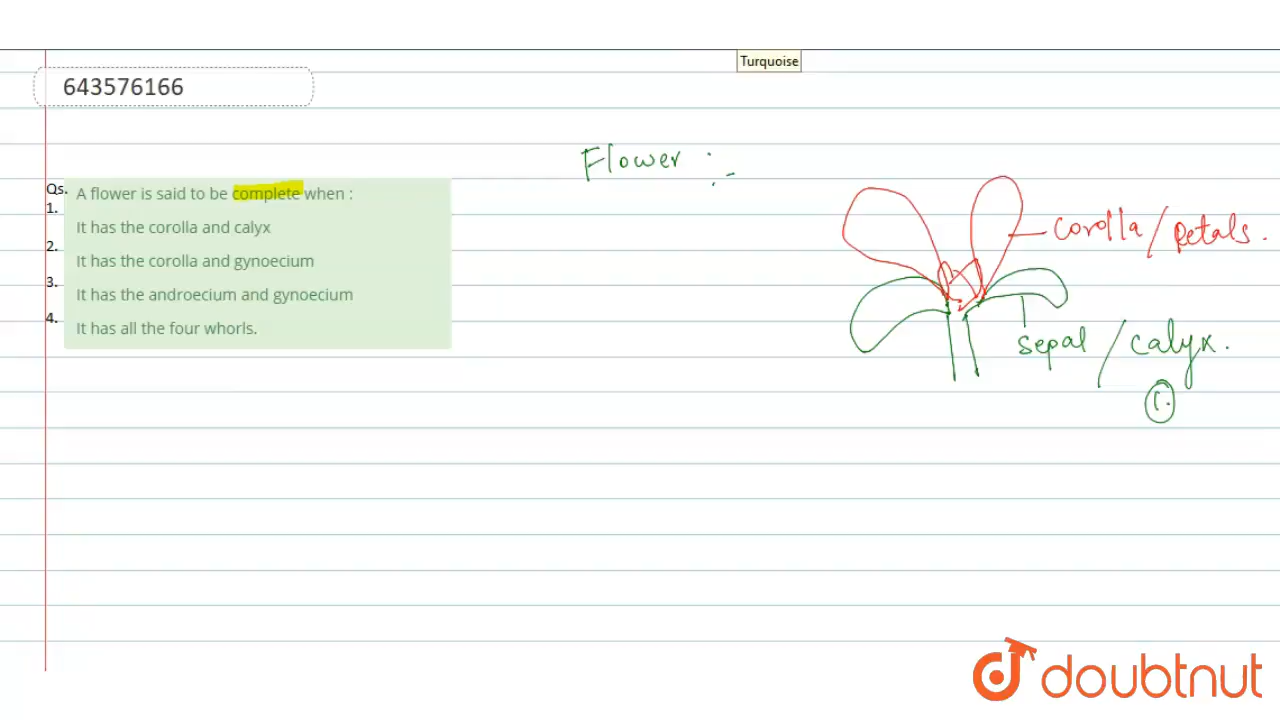 Turquoise
643576166
Flower :-
Qs. A flower is said to be complete when :
1. It has the corolla and calyx
2. It has the corolla and gynoecium
3. It has the androecium and gynoecium
4. It has all the four whorls.
corolla / Petals.
sepal / calyx.
doubtnut